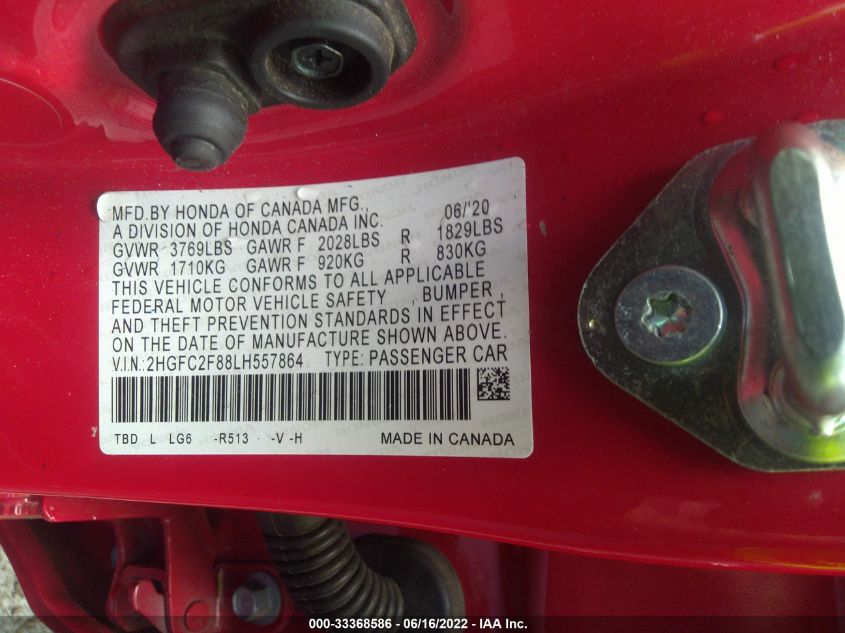 MFD.BY HONDA OF CANADA MFG., 06/'20
A DIVISION OF HONDA CANADA INC.
GVWR 3769LBS GAWR F 2028LBS R 1829LBS
GVWR 1710KG GAWR F 920KG R 830KG
THIS VEHICLE CONFORMS TO ALL APPLICABLE
FEDERAL MOTOR VEHICLE SAFETY , BUMPER ,
AND THEFT PREVENTION STANDARDS IN EFFECT
ON THE DATE OF MANUFACTURE SHOWN ABOVE.
V.I.N.:2HGFC2F88LH557864 TYPE: PASSENGER CAR
TBD L LG6 -R513 -V -H MADE IN CANADA
000-33368586 - 06/16/2022 - IAA Inc.